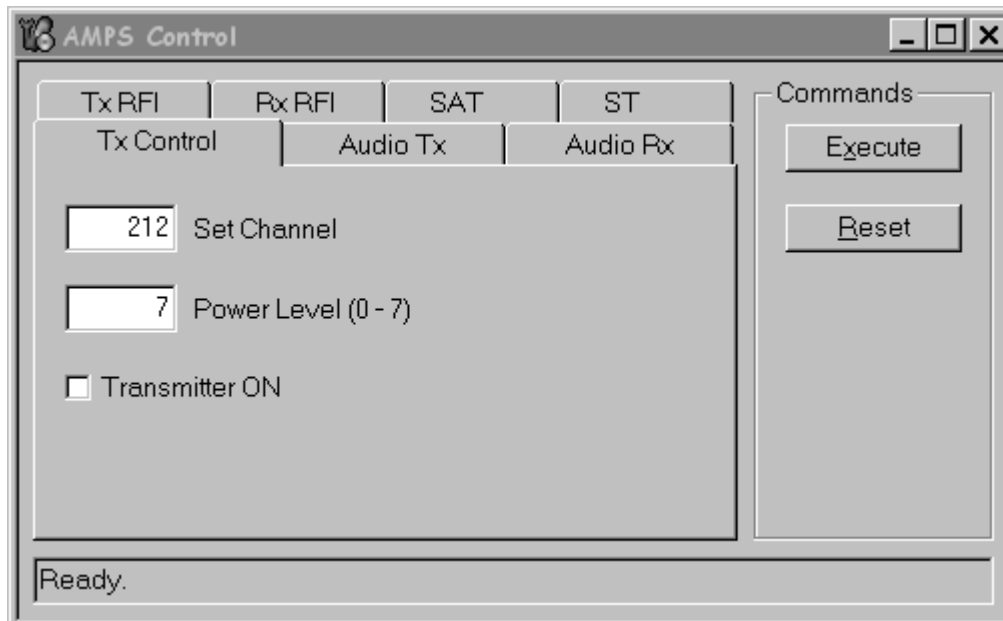 AMPS Control
Tx RFI Rx RFI SAT ST
Tx Control Audio Tx Audio Rx
212 Set Channel
7 Power Level (0 - 7)
Transmitter ON
Commands
Execute
Reset
Ready.